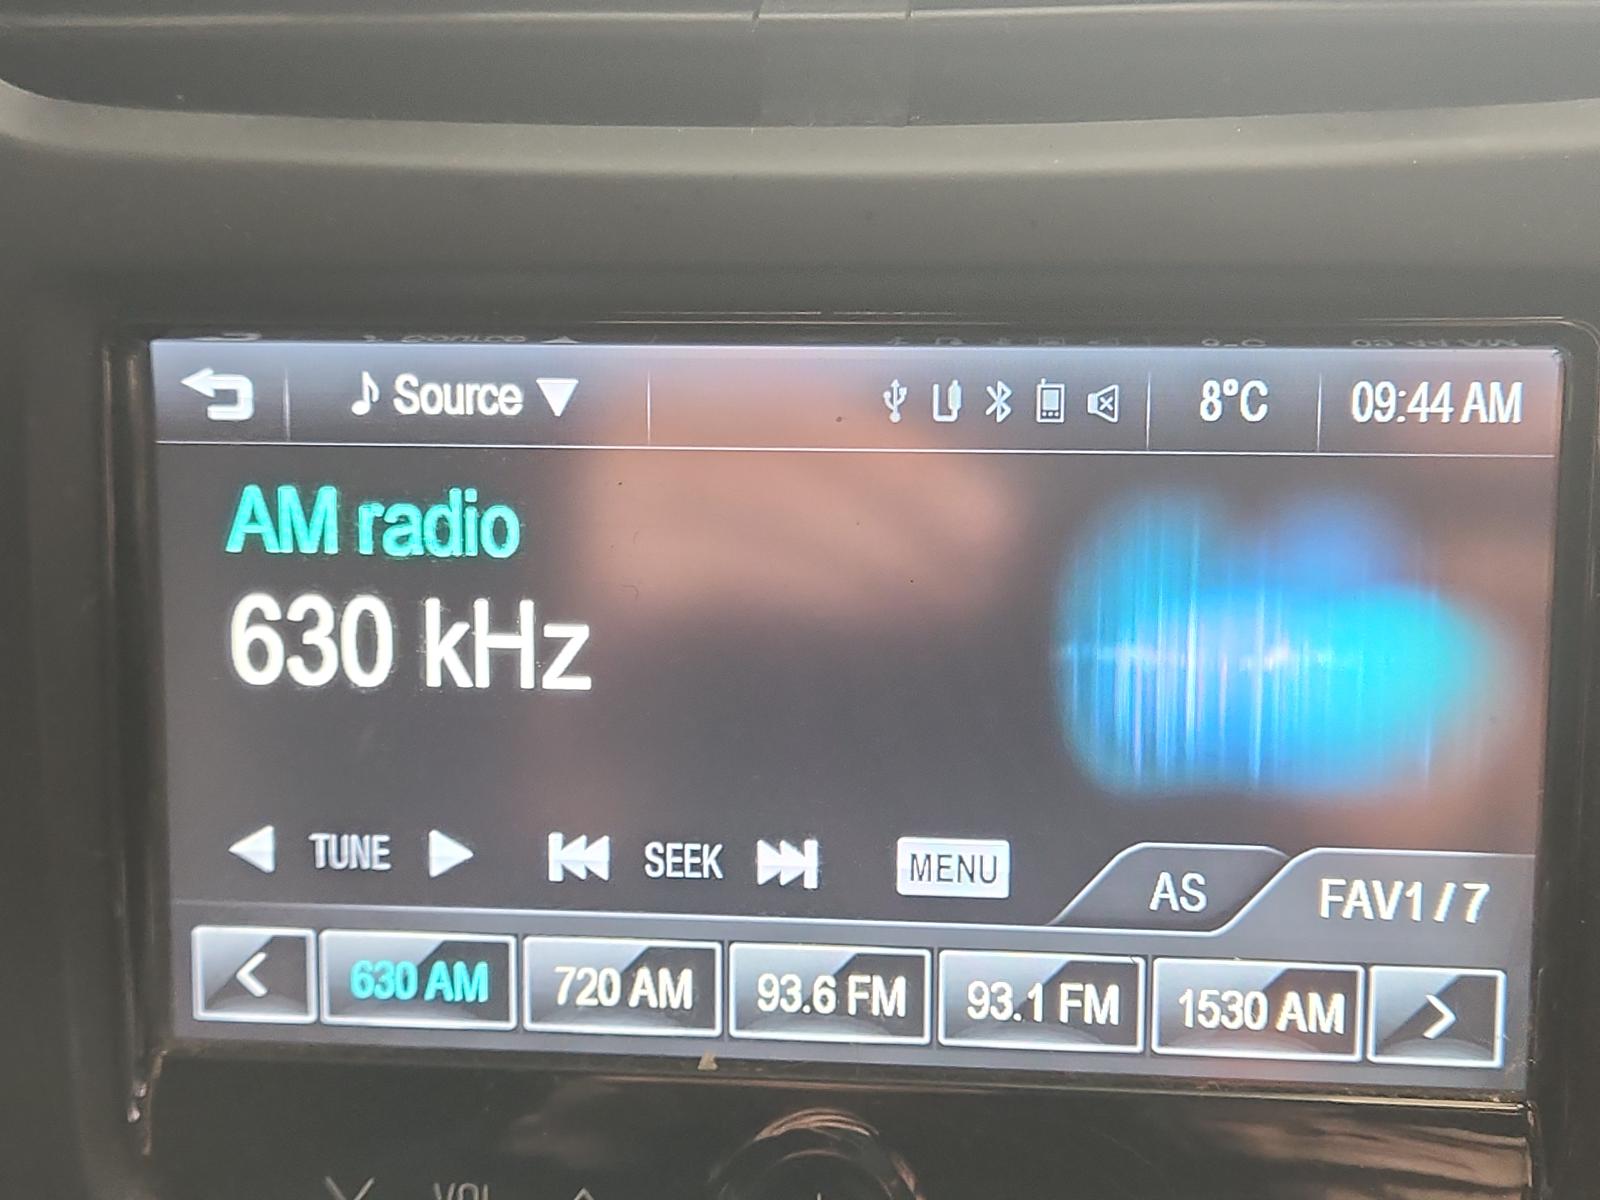 Source 8°C 09:44 AM
AM radio
630 kHz
TUNE SEEK MENU AS FAV1/7
< 630 AM 720 AM 93.6 FM 93.1 FM 1530 AM >
VOL